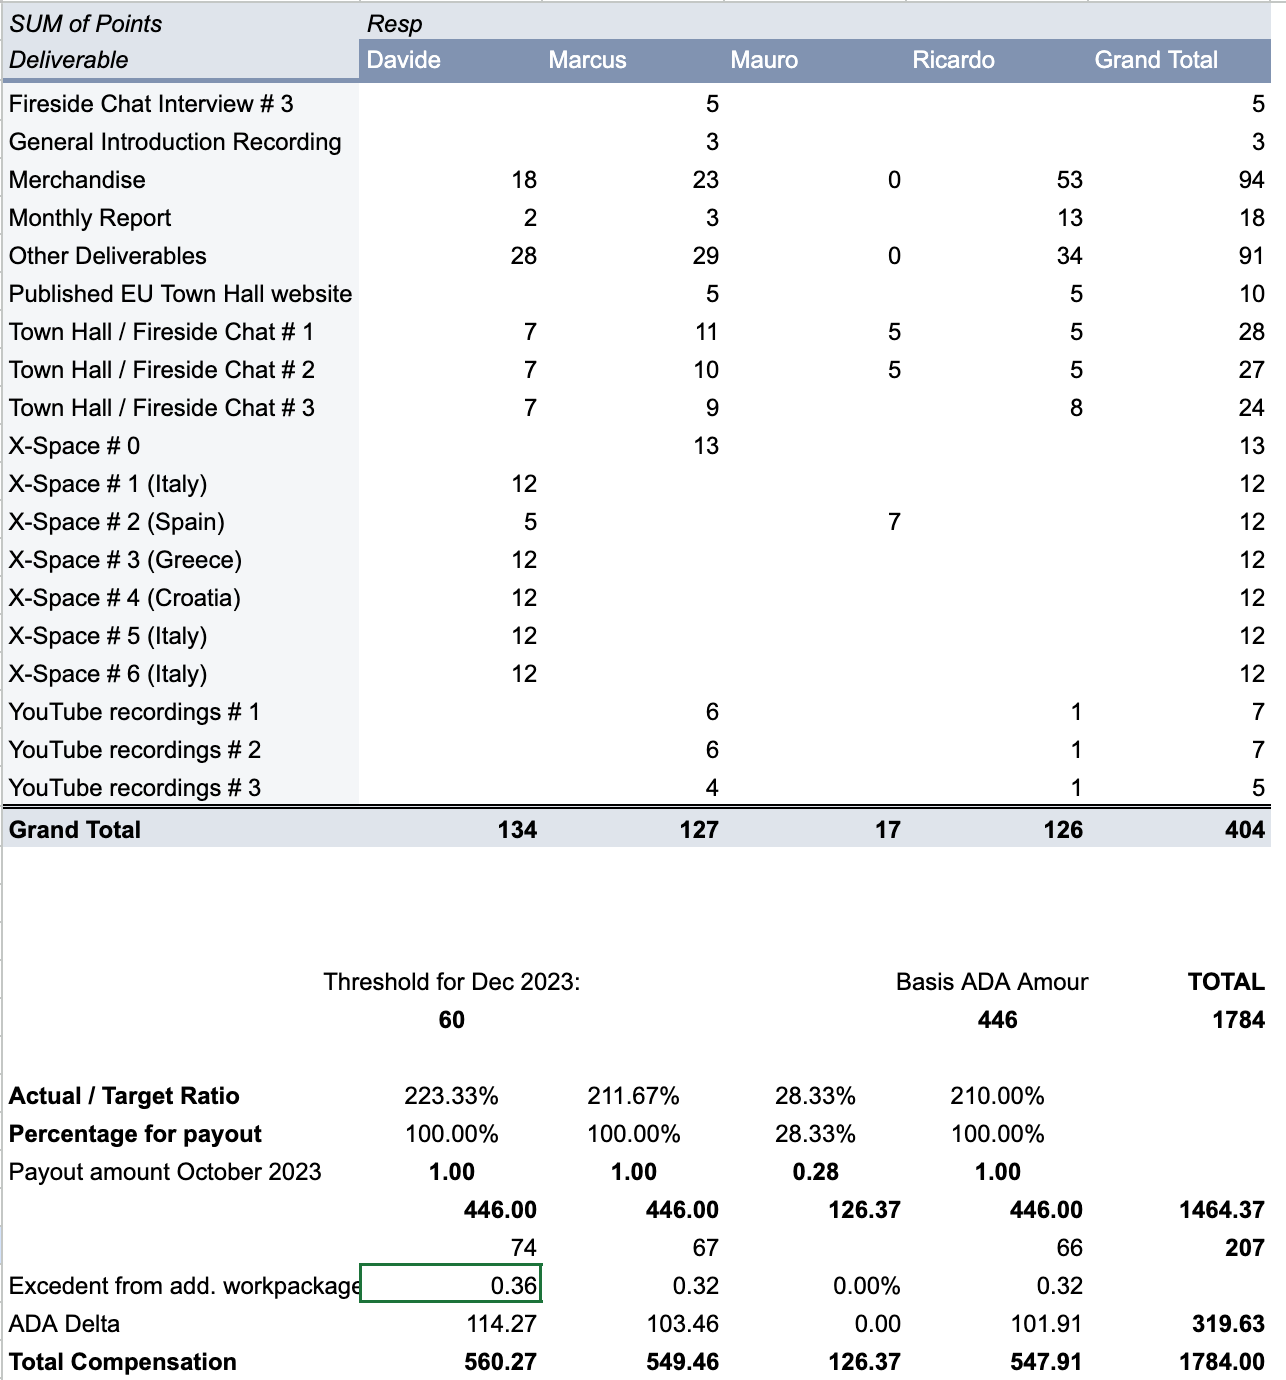 SUM of Points Resp
Deliverable Davide Marcus Mauro Ricardo Grand Total
Fireside Chat Interview # 3 5 5
General Introduction Recording 3 3
Merchandise 18 23 0 53 94
Monthly Report 2 3 13 18
Other Deliverables 28 29 0 34 91
Published EU Town Hall website 5 5 10
Town Hall / Fireside Chat # 1 7 11 5 5 28
Town Hall / Fireside Chat # 2 7 10 5 5 27
Town Hall / Fireside Chat # 3 7 9 8 24
X-Space # 0 13 13
X-Space # 1 (Italy) 12 12
X-Space # 2 (Spain) 5 7 12
X-Space # 3 (Greece) 12 12
X-Space # 4 (Croatia) 12 12
X-Space # 5 (Italy) 12 12
X-Space # 6 (Italy) 12 12
YouTube recordings # 1 6 1 7
YouTube recordings # 2 6 1 7
YouTube recordings # 3 4 1 5
Grand Total 134 127 17 126 404
Threshold for Dec 2023: Basis ADA Amour TOTAL
60 446 1784
Actual / Target Ratio 223.33% 211.67% 28.33% 210.00%
Percentage for payout 100.00% 100.00% 28.33% 100.00%
Payout amount October 2023 1.00 1.00 0.28 1.00
446.00 446.00 126.37 446.00 1464.37
74 67 66 207
Excedent from add. workpackage 0.36 0.32 0.00% 0.32
ADA Delta 114.27 103.46 0.00 101.91 319.63
Total Compensation 560.27 549.46 126.37 547.91 1784.00